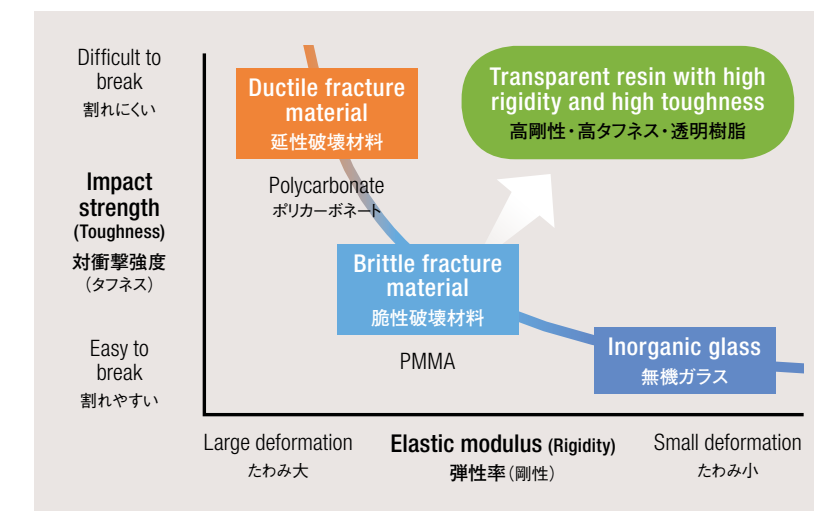 Difficult to
break
割れにくい
Ductile fracture
material
延性破壊材料
Transparent resin with high
rigidity and high toughness
高剛性・高タフネス・透明樹脂
Impact
strength
(Toughness)
対衝撃強度
（タフネス）
Polycarbonate
ポリカーボネート
Brittle fracture
material
脆性破壊材料
PMMA
Inorganic glass
無機ガラス
Easy to
break
割れやすい
Large deformation
たわみ大
Elastic modulus (Rigidity)
弾性率（剛性）
Small deformation
たわみ小